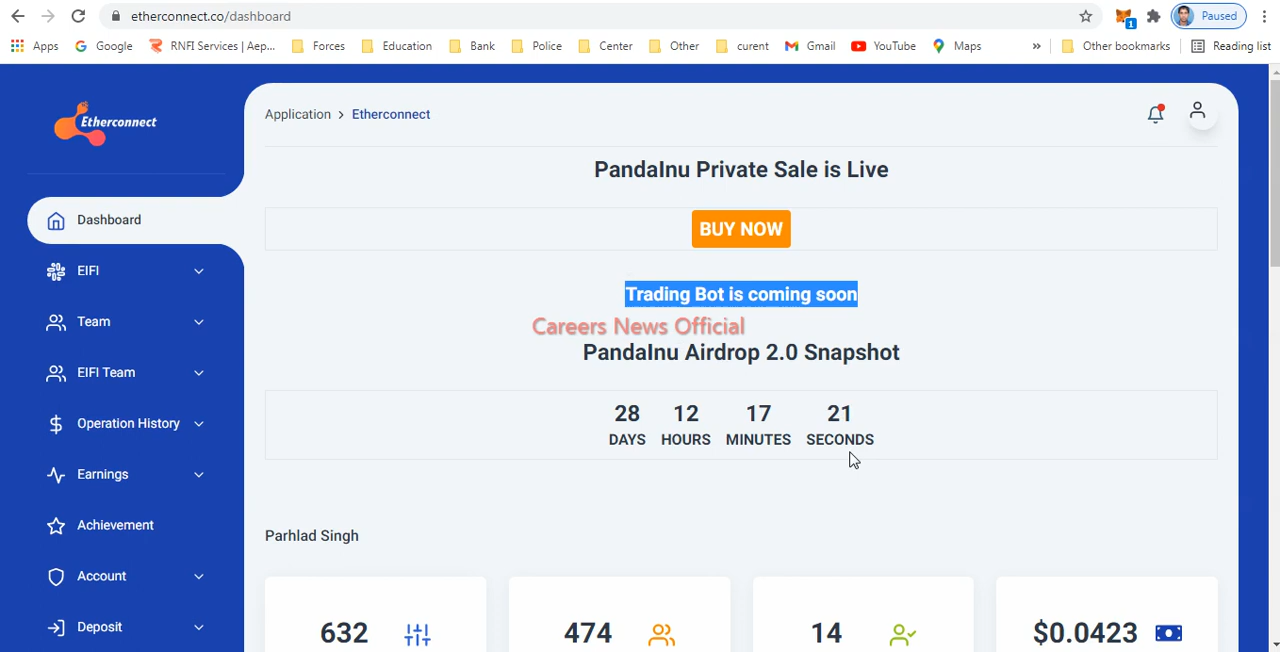 etherconnect.co/dashboard
1
Paused
Apps
Google
RNFI Services | Aep...
Forces
Education
Bank
Police
Center
Other
curent
Gmail
YouTube
Maps
»
Other bookmarks
Reading list
Etherconnect
Application > Etherconnect
PandaInu Private Sale is Live
BUY NOW
Trading Bot is coming soon
Careers News Official
PandaInu Airdrop 2.0 Snapshot
28 12 17 21
DAYS HOURS MINUTES SECONDS
Dashboard
EIFI
Team
EIFI Team
Operation History
Earnings
Achievement
Account
Deposit
Parhlad Singh
632
474
14
$0.0423